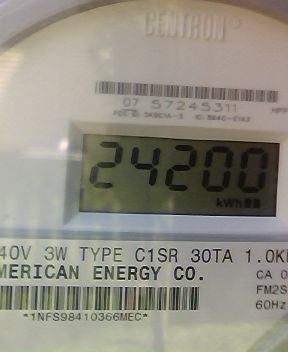 CENTRON
07 57245311
24200
kWh
40V 3W TYPE C1SR 30TA 1.0K
MERICAN ENERGY CO.
CA 0
FM2S
60Hz
*1NFS98410366MEC*